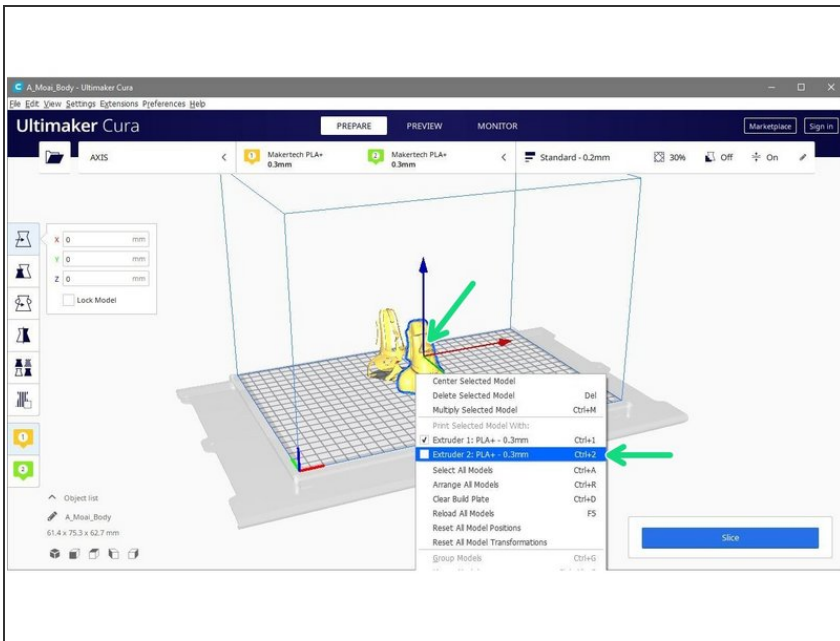 A_Moai_Body - Ultimaker Cura
File Edit View Settings Extensions Preferences Help
Ultimaker Cura
PREPARE PREVIEW MONITOR
Marketplace Sign in
AXIS
1 Makertech PLA+
0.3mm
2 Makertech PLA+
0.3mm
Standard - 0.2mm
30% Off On
X 0 mm
Y 0 mm
Z 0 mm
Lock Model
Center Selected Model
Delete Selected Model Del
Multiply Selected Model Ctrl+M
Print Selected Model With:
Extruder 1: PLA+ - 0.3mm Ctrl+1
Extruder 2: PLA+ - 0.3mm Ctrl+2
Select All Models Ctrl+A
Arrange All Models Ctrl+R
Clear Build Plate Ctrl+D
Reload All Models F5
Reset All Model Positions
Reset All Model Transformations
Group Models Ctrl+G
1
2
Object list
A_Moai_Body
61.4 x 75.3 x 62.7 mm
Slice